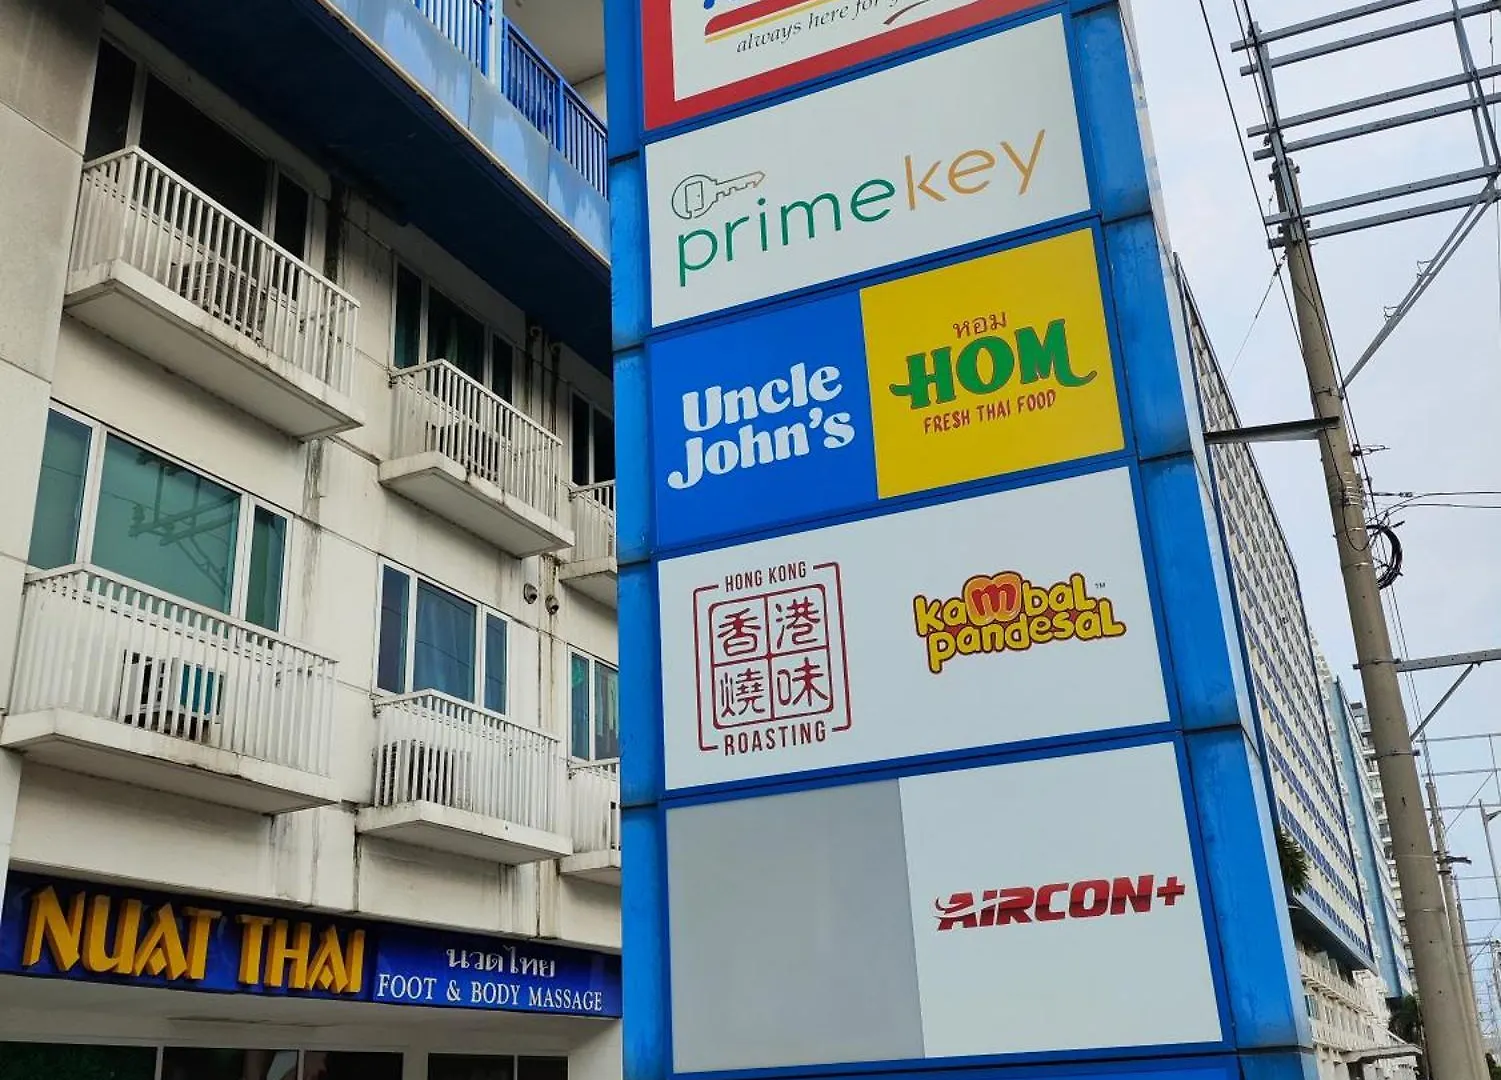 always here for
primekey
Uncle
John's
หอม
HOM
FRESH THAI FOOD
HONG KONG
香港
燒味
ROASTING
kambal
pandesal
TM
AIRCON+
NUAT THAI
นวดไทย
FOOT & BODY MASSAGE